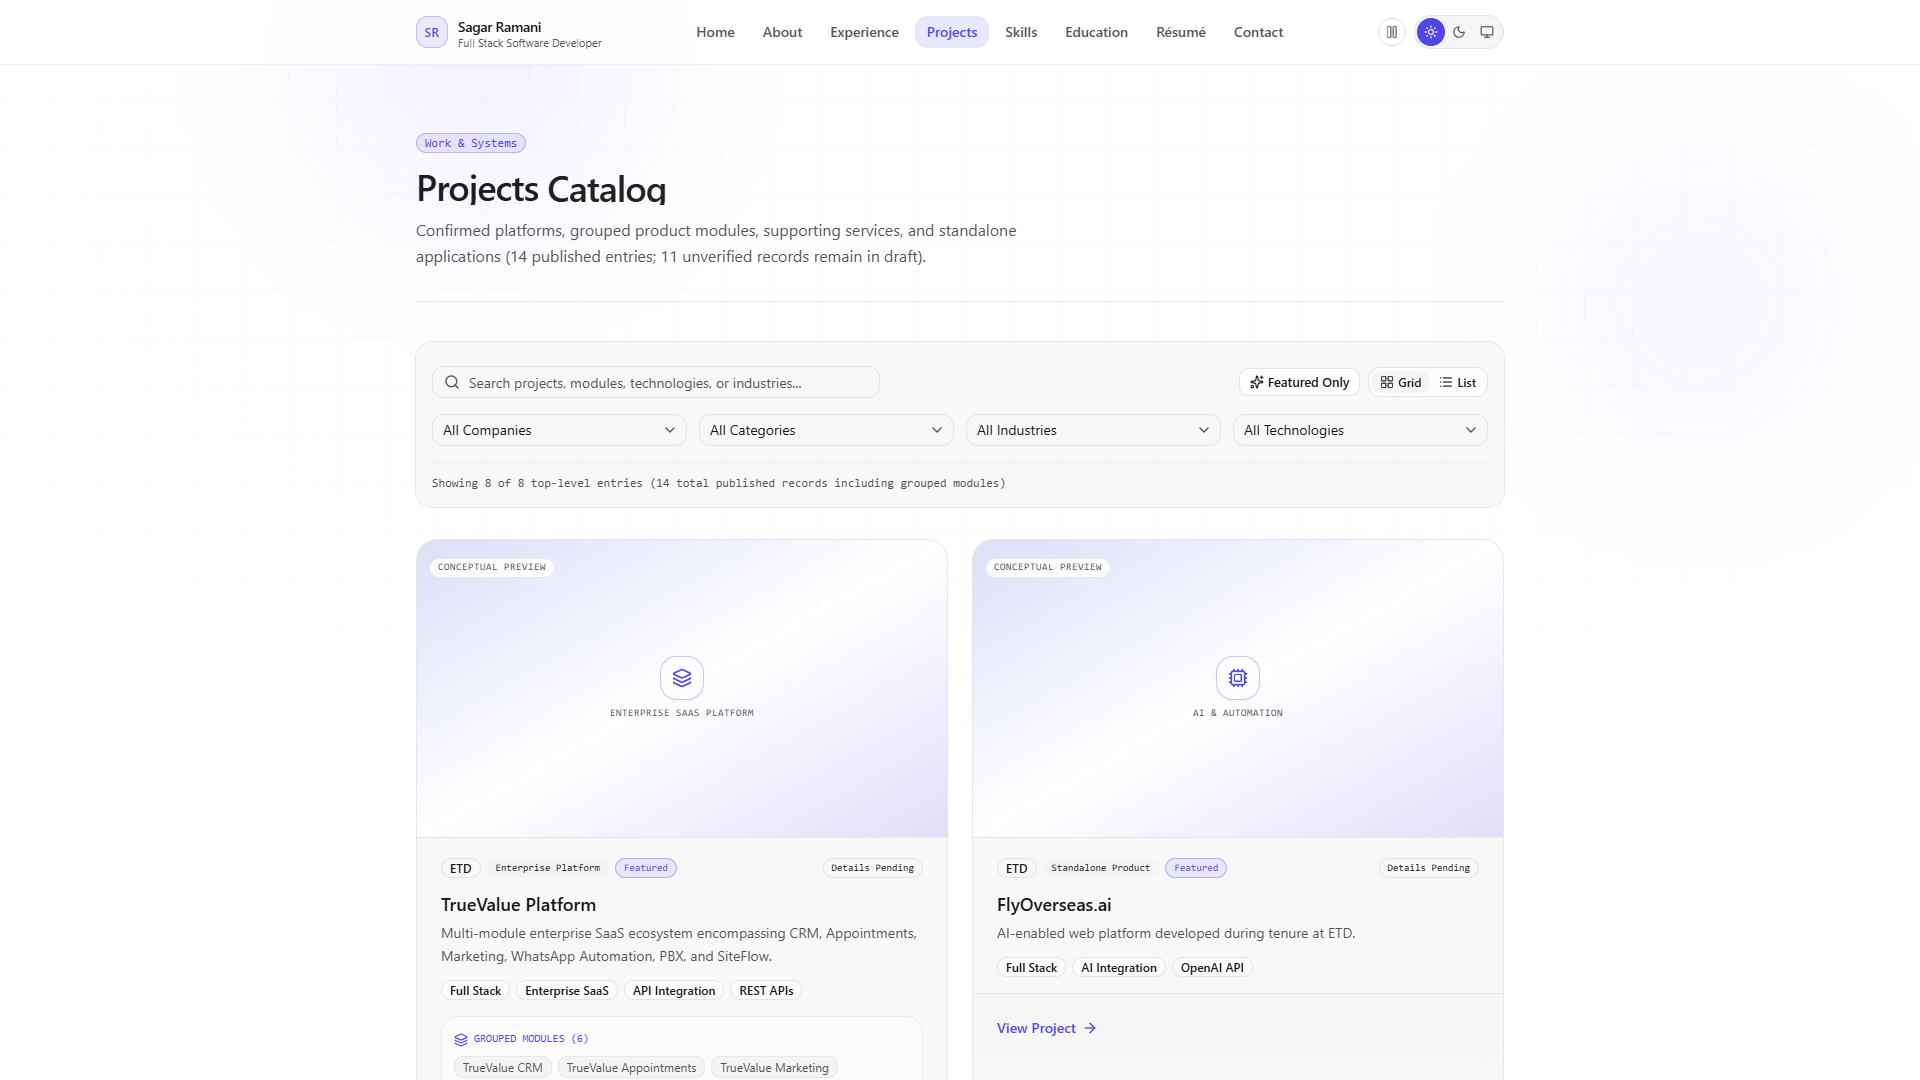 SR
Sagar Ramani
Full Stack Software Developer
Home
About
Experience
Projects
Skills
Education
Résumé
Contact
Work & Systems
Projects Catalog
Confirmed platforms, grouped product modules, supporting services, and standalone
applications (14 published entries; 11 unverified records remain in draft).
Search projects, modules, technologies, or industries...
Featured Only
Grid
List
All Companies
All Categories
All Industries
All Technologies
Showing 8 of 8 top-level entries (14 total published records including grouped modules)
CONCEPTUAL PREVIEW
ENTERPRISE SAAS PLATFORM
ETD
Enterprise Platform
Featured
Details Pending
TrueValue Platform
Multi-module enterprise SaaS ecosystem encompassing CRM, Appointments,
Marketing, WhatsApp Automation, PBX, and SiteFlow.
Full Stack
Enterprise SaaS
API Integration
REST APIs
GROUPED MODULES (6)
TrueValue CRM
TrueValue Appointments
TrueValue Marketing
CONCEPTUAL PREVIEW
AI & AUTOMATION
ETD
Standalone Product
Featured
Details Pending
FlyOverseas.ai
AI-enabled web platform developed during tenure at ETD.
Full Stack
AI Integration
OpenAI API
View Project